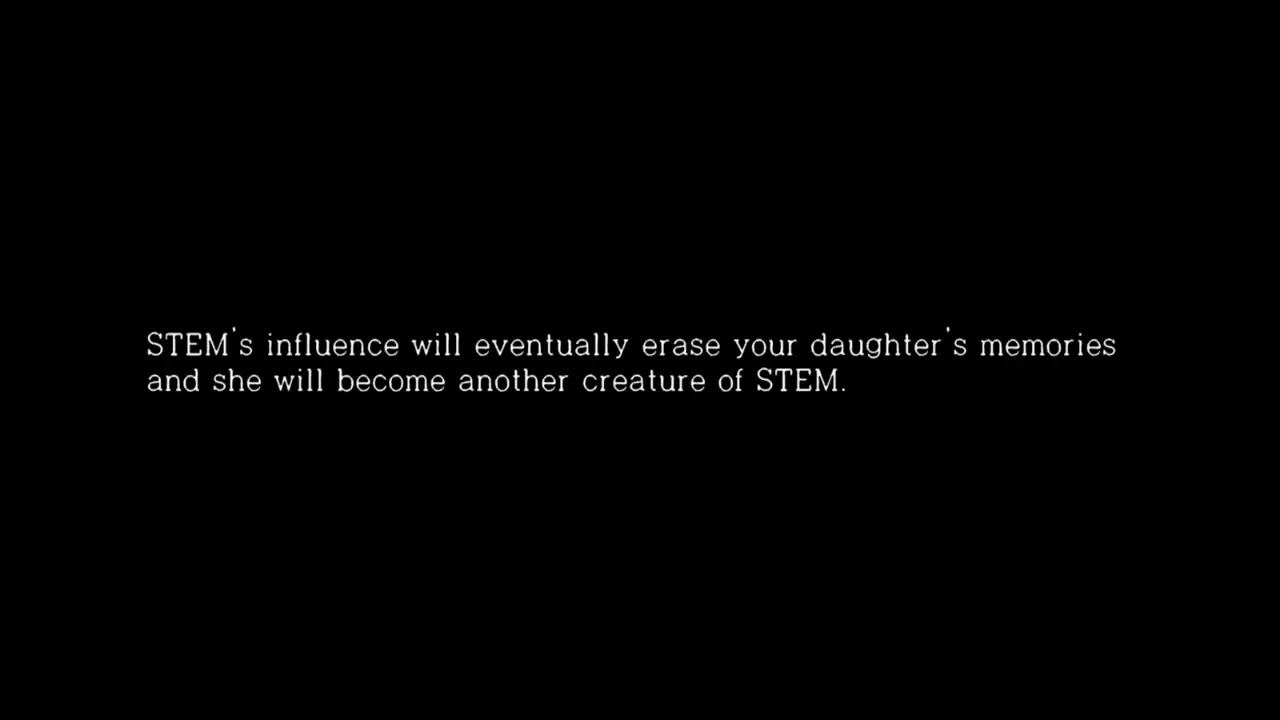 STEM's influence will eventually erase your daughter's memories
and she will become another creature of STEM.